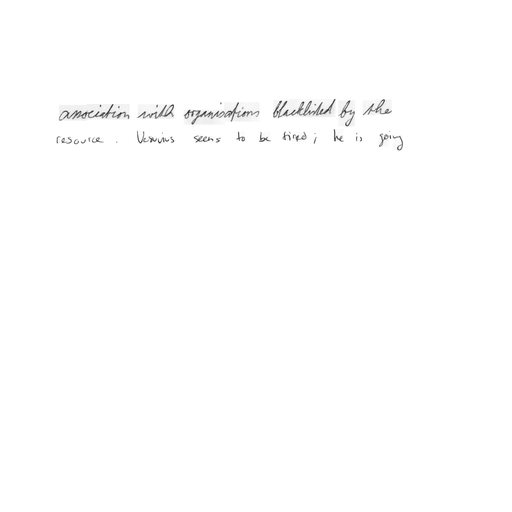 association with organisations blacklisted by the
resource . Vesuvius seems to be tired ; he is going